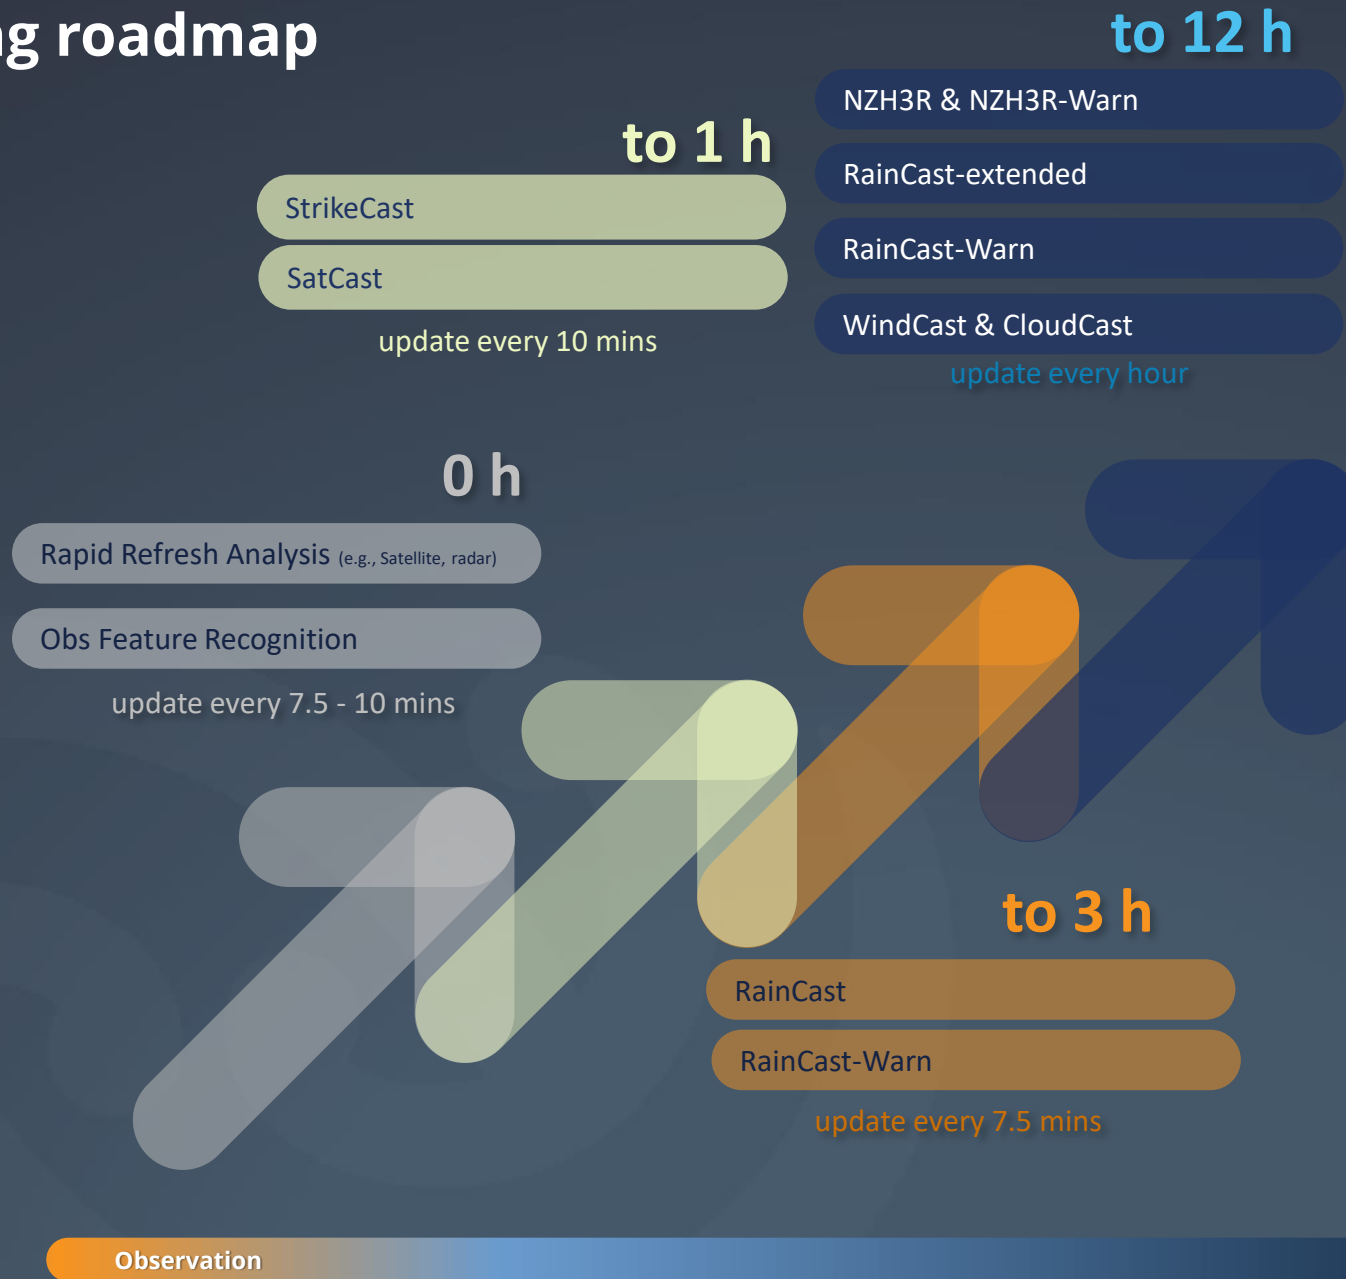 ng roadmap
to 12 h
NZH3R & NZH3R-Warn
RainCast-extended
RainCast-Warn
WindCast & CloudCast
update every hour
to 1 h
StrikeCast
SatCast
update every 10 mins
0 h
Rapid Refresh Analysis (e.g., Satellite, radar)
Obs Feature Recognition
update every 7.5 - 10 mins
to 3 h
RainCast
RainCast-Warn
update every 7.5 mins
Observation